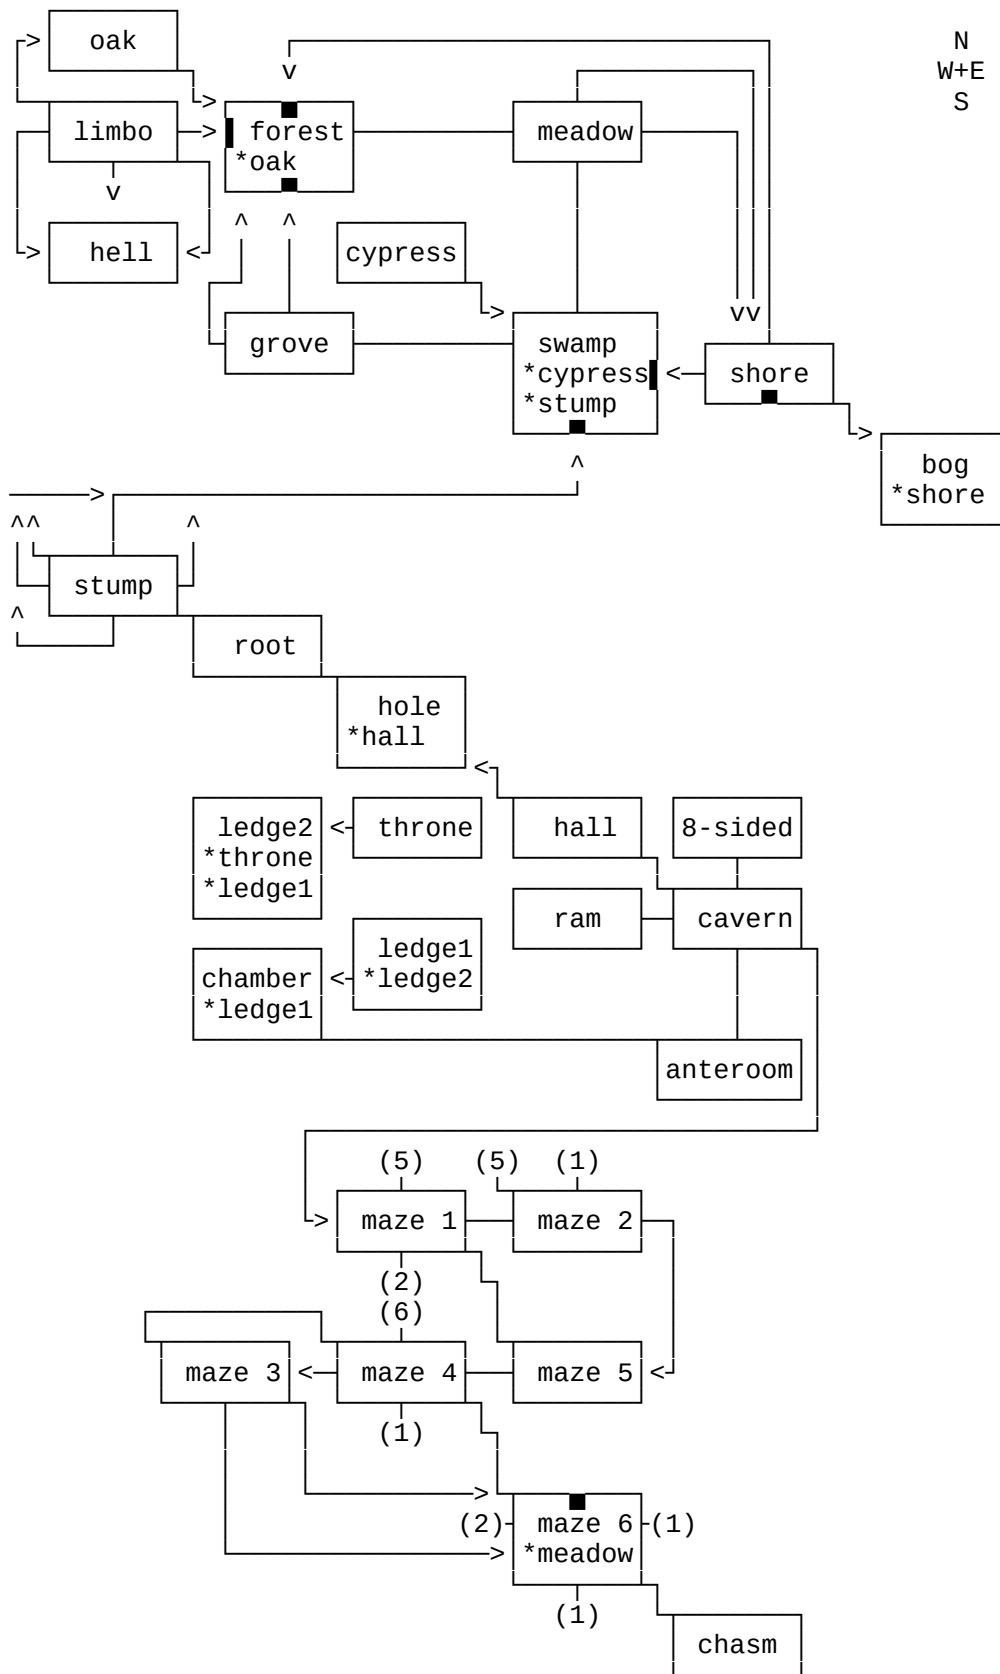 oak
N
W+E
S
limbo
forest
*oak
meadow
hell
cypress
grove
swamp
*cypress
*stump
shore
bog
*shore
stump
root
hole
*hall
ledge2
*throne
*ledge1
throne
hall
8-sided
ram
cavern
ledge1
*ledge2
chamber
*ledge1
anteroom
(5)
(5)
(1)
maze 1
maze 2
(2)
(6)
maze 3
maze 4
maze 5
(1)
(2)
maze 6
(1)
*meadow
(1)
chasm